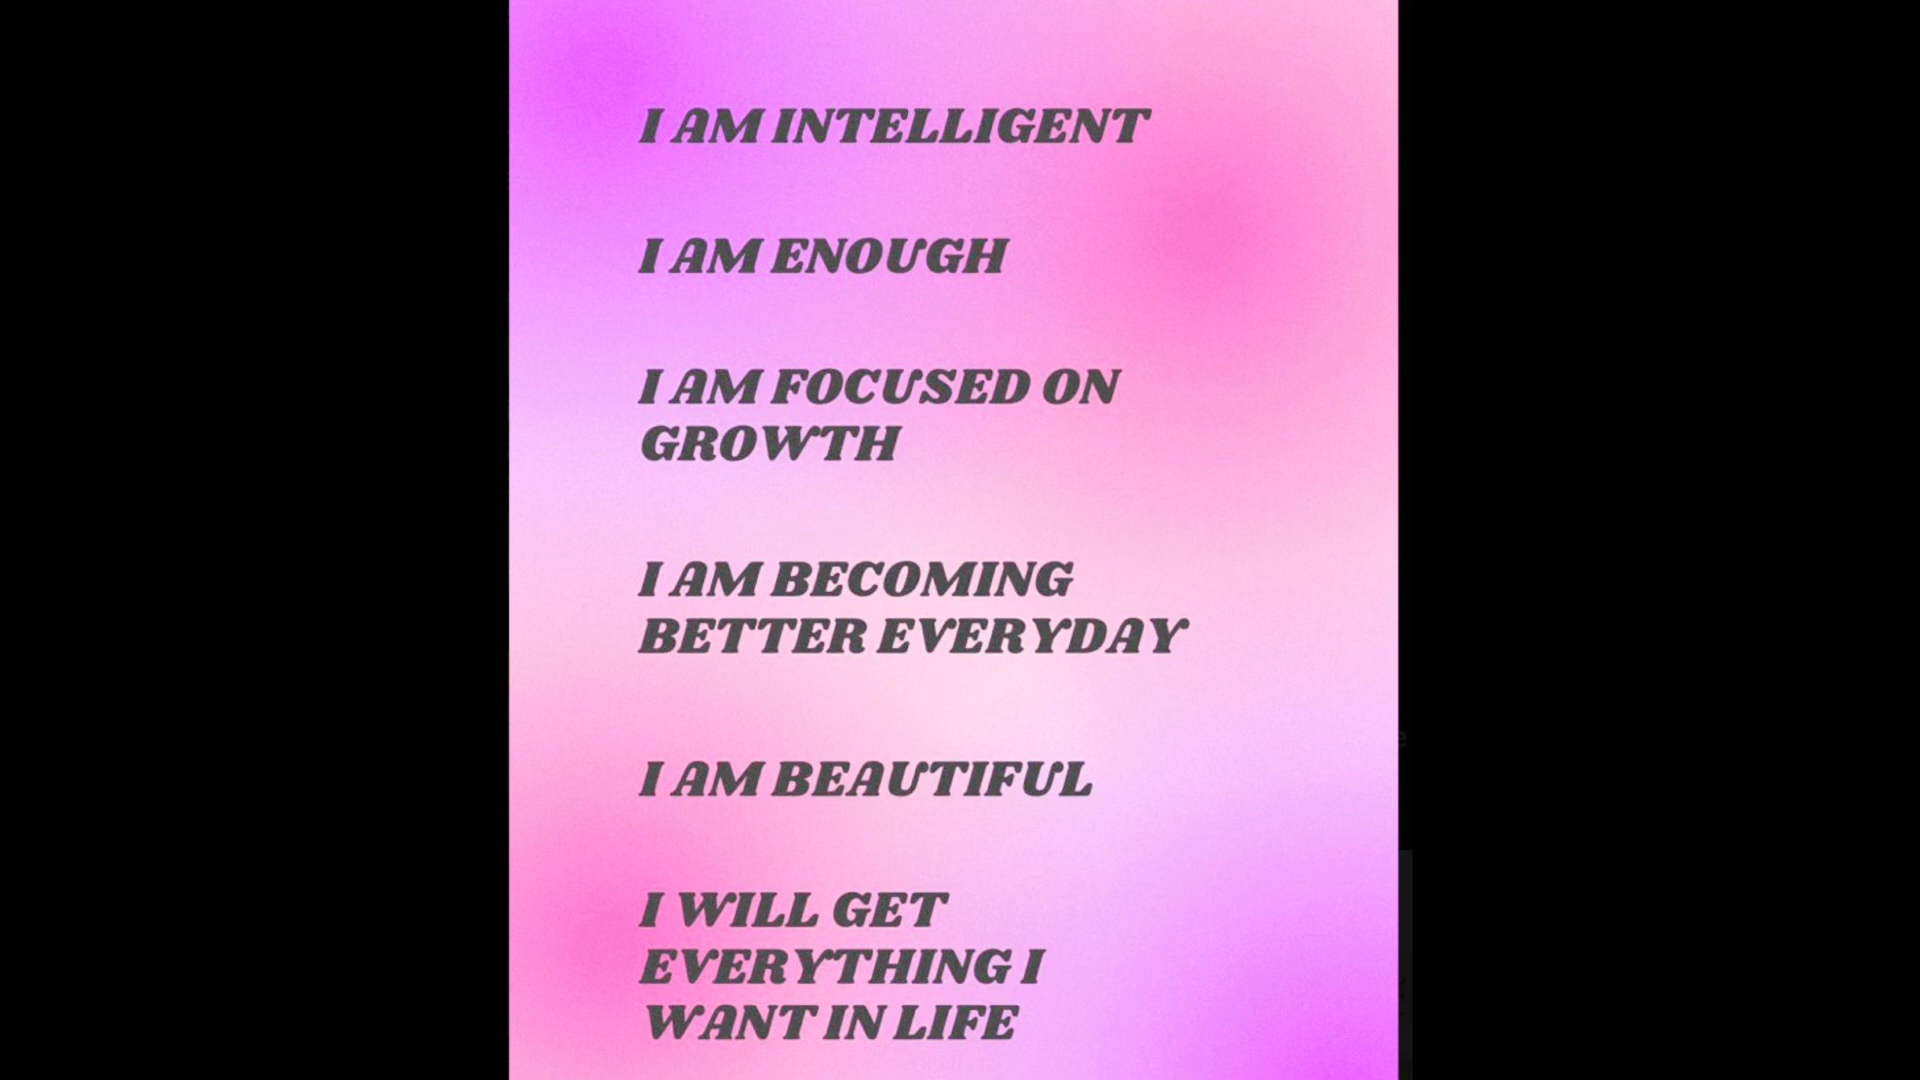 I AM INTELLIGENT
I AM ENOUGH
I AM FOCUSED ON
GROWTH
I AM BECOMING
BETTER EVERYDAY
I AM BEAUTIFUL
I WILL GET
EVERYTHING I
WANT IN LIFE